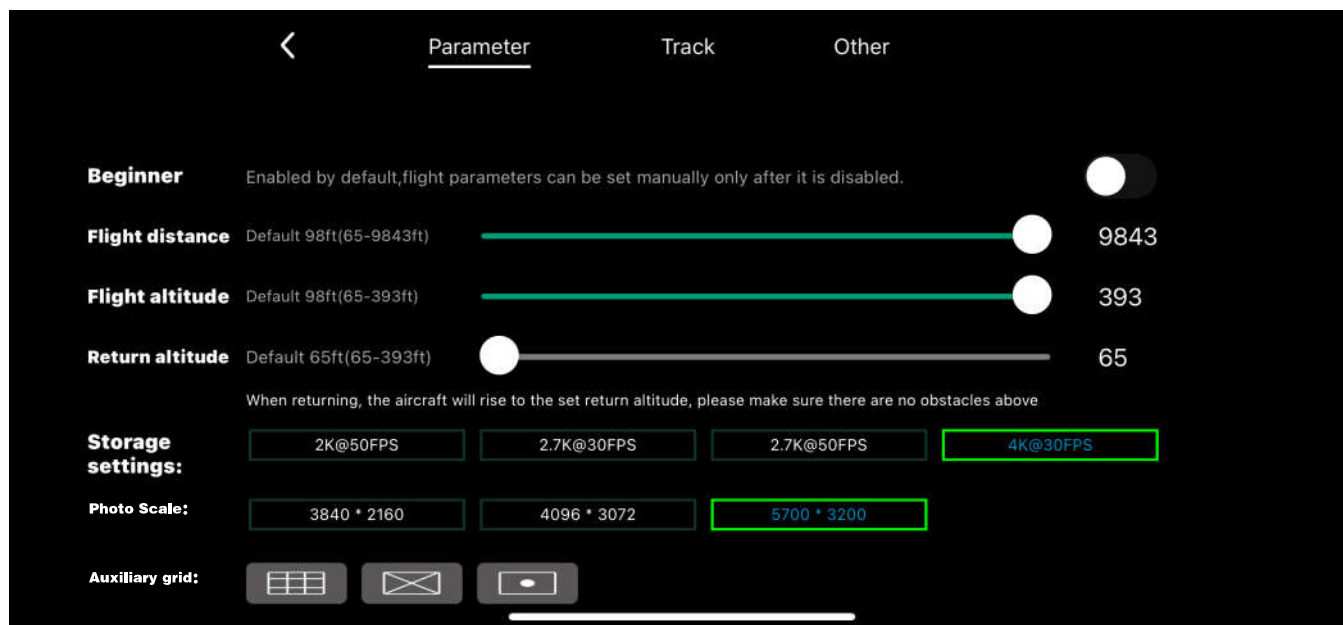 Parameter Track Other
Beginner Enabled by default,flight parameters can be set manually only after it is disabled.
Flight distance Default 98ft(65-9843ft) 9843
Flight altitude Default 98ft(65-393ft) 393
Return altitude Default 65ft(65-393ft) 65
When returning, the aircraft will rise to the set return altitude, please make sure there are no obstacles above
Storage settings: 2K@50FPS 2.7K@30FPS 2.7K@50FPS 4K@30FPS
Photo Scale: 3840 * 2160 4096 * 3072 5700 * 3200
Auxiliary grid: